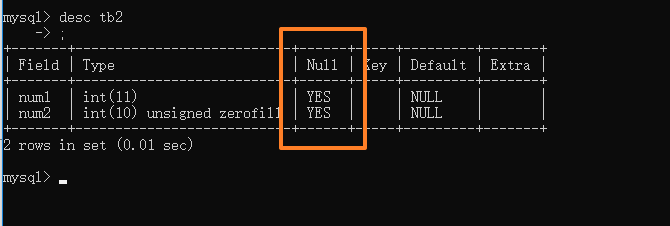 mysql> desc tb2
    -> ;
+-------+---------------------------+------+-----+---------+-------+
| Field | Type | Null | Key | Default | Extra |
+-------+---------------------------+------+-----+---------+-------+
| num1 | int(11) | YES | | NULL | |
| num2 | int(10) unsigned zerofill | YES | | NULL | |
+-------+---------------------------+------+-----+---------+-------+
2 rows in set (0.01 sec)
mysql>